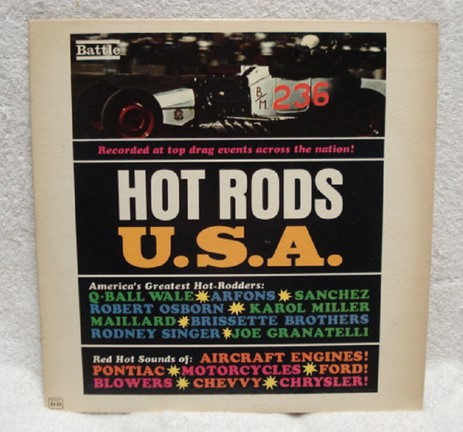 Battle
B/M 236
Recorded at top drag events across the nation!
HOT RODS
U.S.A.
America's Greatest Hot-Rodders:
Q-BALL WALE ARFONS SANCHEZ
ROBERT OSBORN KAROL MILLER
MAILLARD BRISSETTE BROTHERS
RODNEY SINGER JOE GRANATELLI
Red Hot Sounds of: AIRCRAFT ENGINES!
PONTIAC MOTORCYCLES FORD!
BLOWERS CHEVVY CHRYSLER!